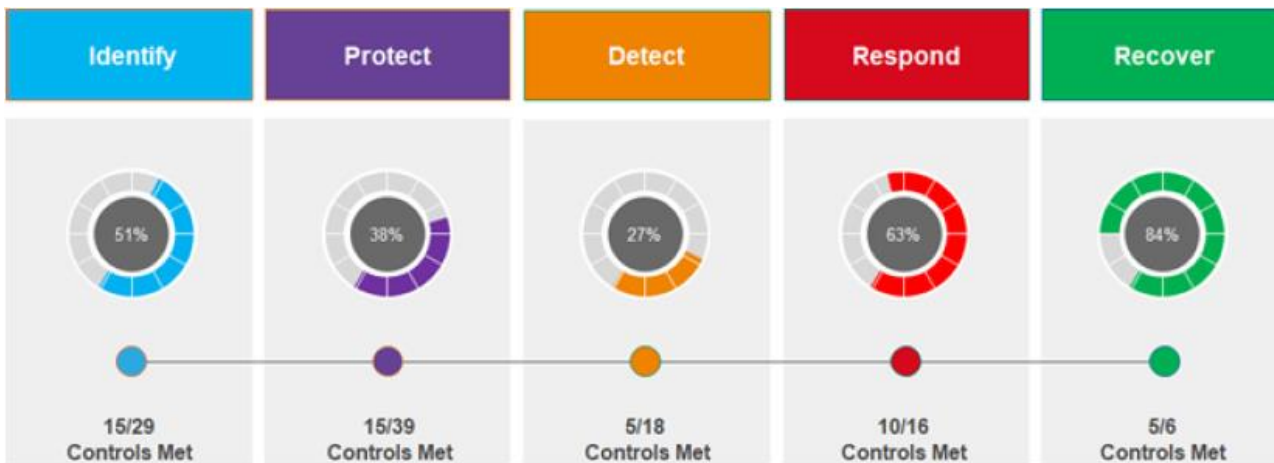 Identify
Protect
Detect
Respond
Recover
51%
38%
27%
63%
84%
15/29
Controls Met
15/39
Controls Met
5/18
Controls Met
10/16
Controls Met
5/6
Controls Met